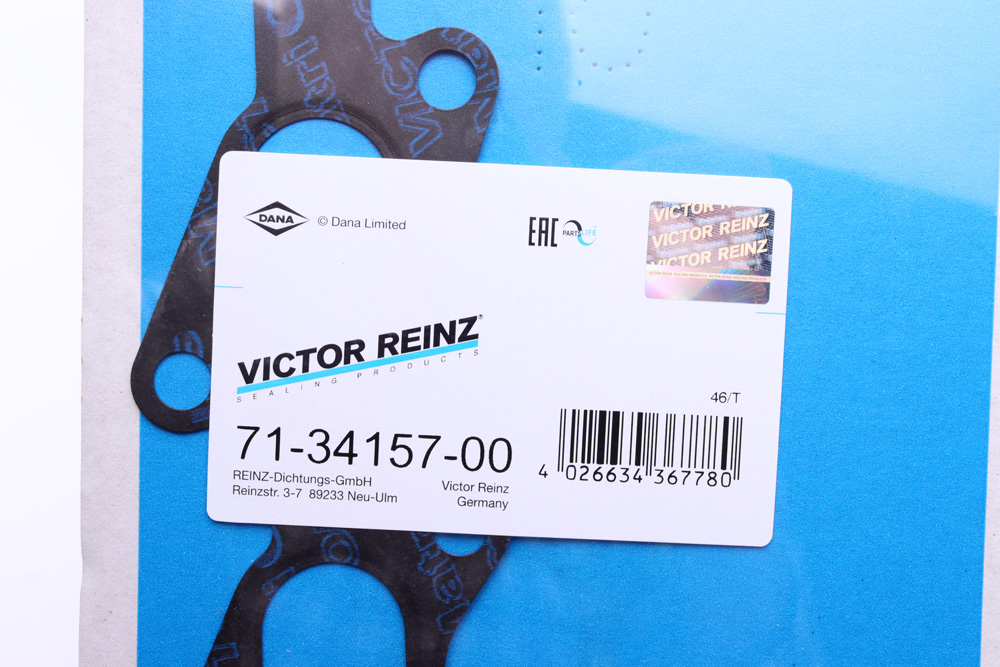 DANA
© Dana Limited
EAC
PARTSLIFE
VICTOR REINZ
VICTOR REINZ
VICTOR REINZ
VICTOR REINZ®
SEALING PRODUCTS
46/T
71-34157-00
REINZ-Dichtungs-GmbH
Reinzstr. 3-7 89233 Neu-Ulm
Victor Reinz
Germany
4 026634 367780